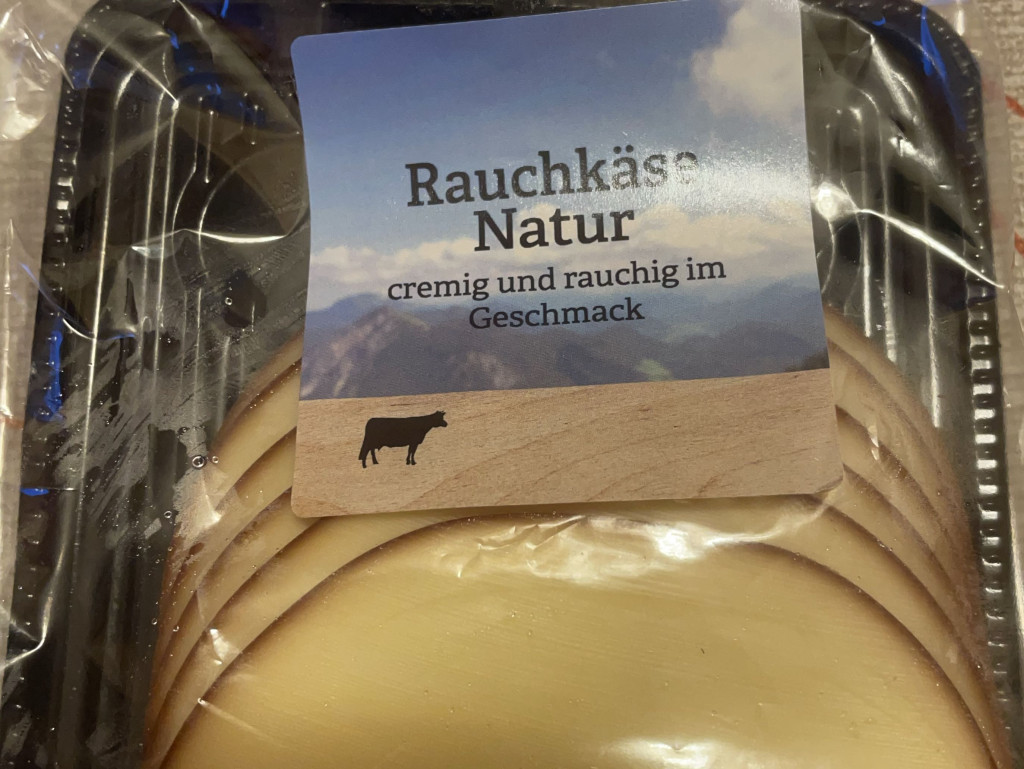 Rauchkäse
Natur
cremig und rauchig im
Geschmack